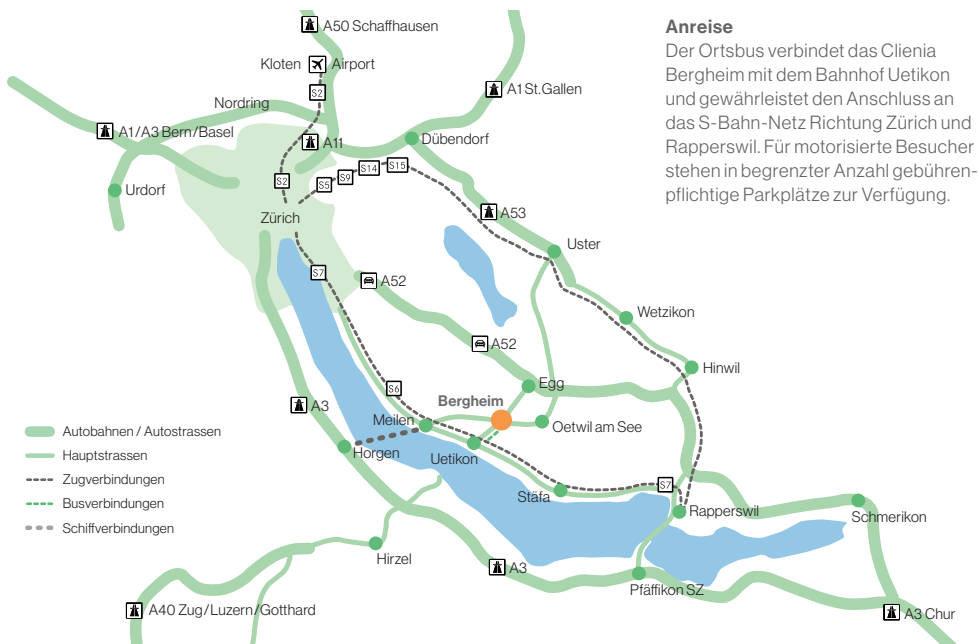 Anreise
Der Ortsbus verbindet das Clienia
Bergheim mit dem Bahnhof Uetikon
und gewährleistet den Anschluss an
das S-Bahn-Netz Richtung Zürich und
Rapperswil. Für motorisierte Besucher
stehen in begrenzter Anzahl gebühren-
pflichtige Parkplätze zur Verfügung.
A50 Schaffhausen
Kloten Airport
S2
A1 St.Gallen
Nordring
A1/A3 Bern/Basel
A11
Dübendorf
S15
S14
S9
S5
S2
Urdorf
Zürich
A53
Uster
S7
A52
Wetzikon
A52
Hinwil
Egg
S6
Bergheim
A3
Meilen
Oetwil am See
Autobahnen / Autostrassen
Hauptstrassen
Zugverbindungen
Busverbindungen
Schiffverbindungen
Horgen
Uetikon
S7
Stäfa
Rapperswil
Schmerikon
Hirzel
A3
Pfäffikon SZ
A40 Zug/Luzern/Gotthard
A3 Chur